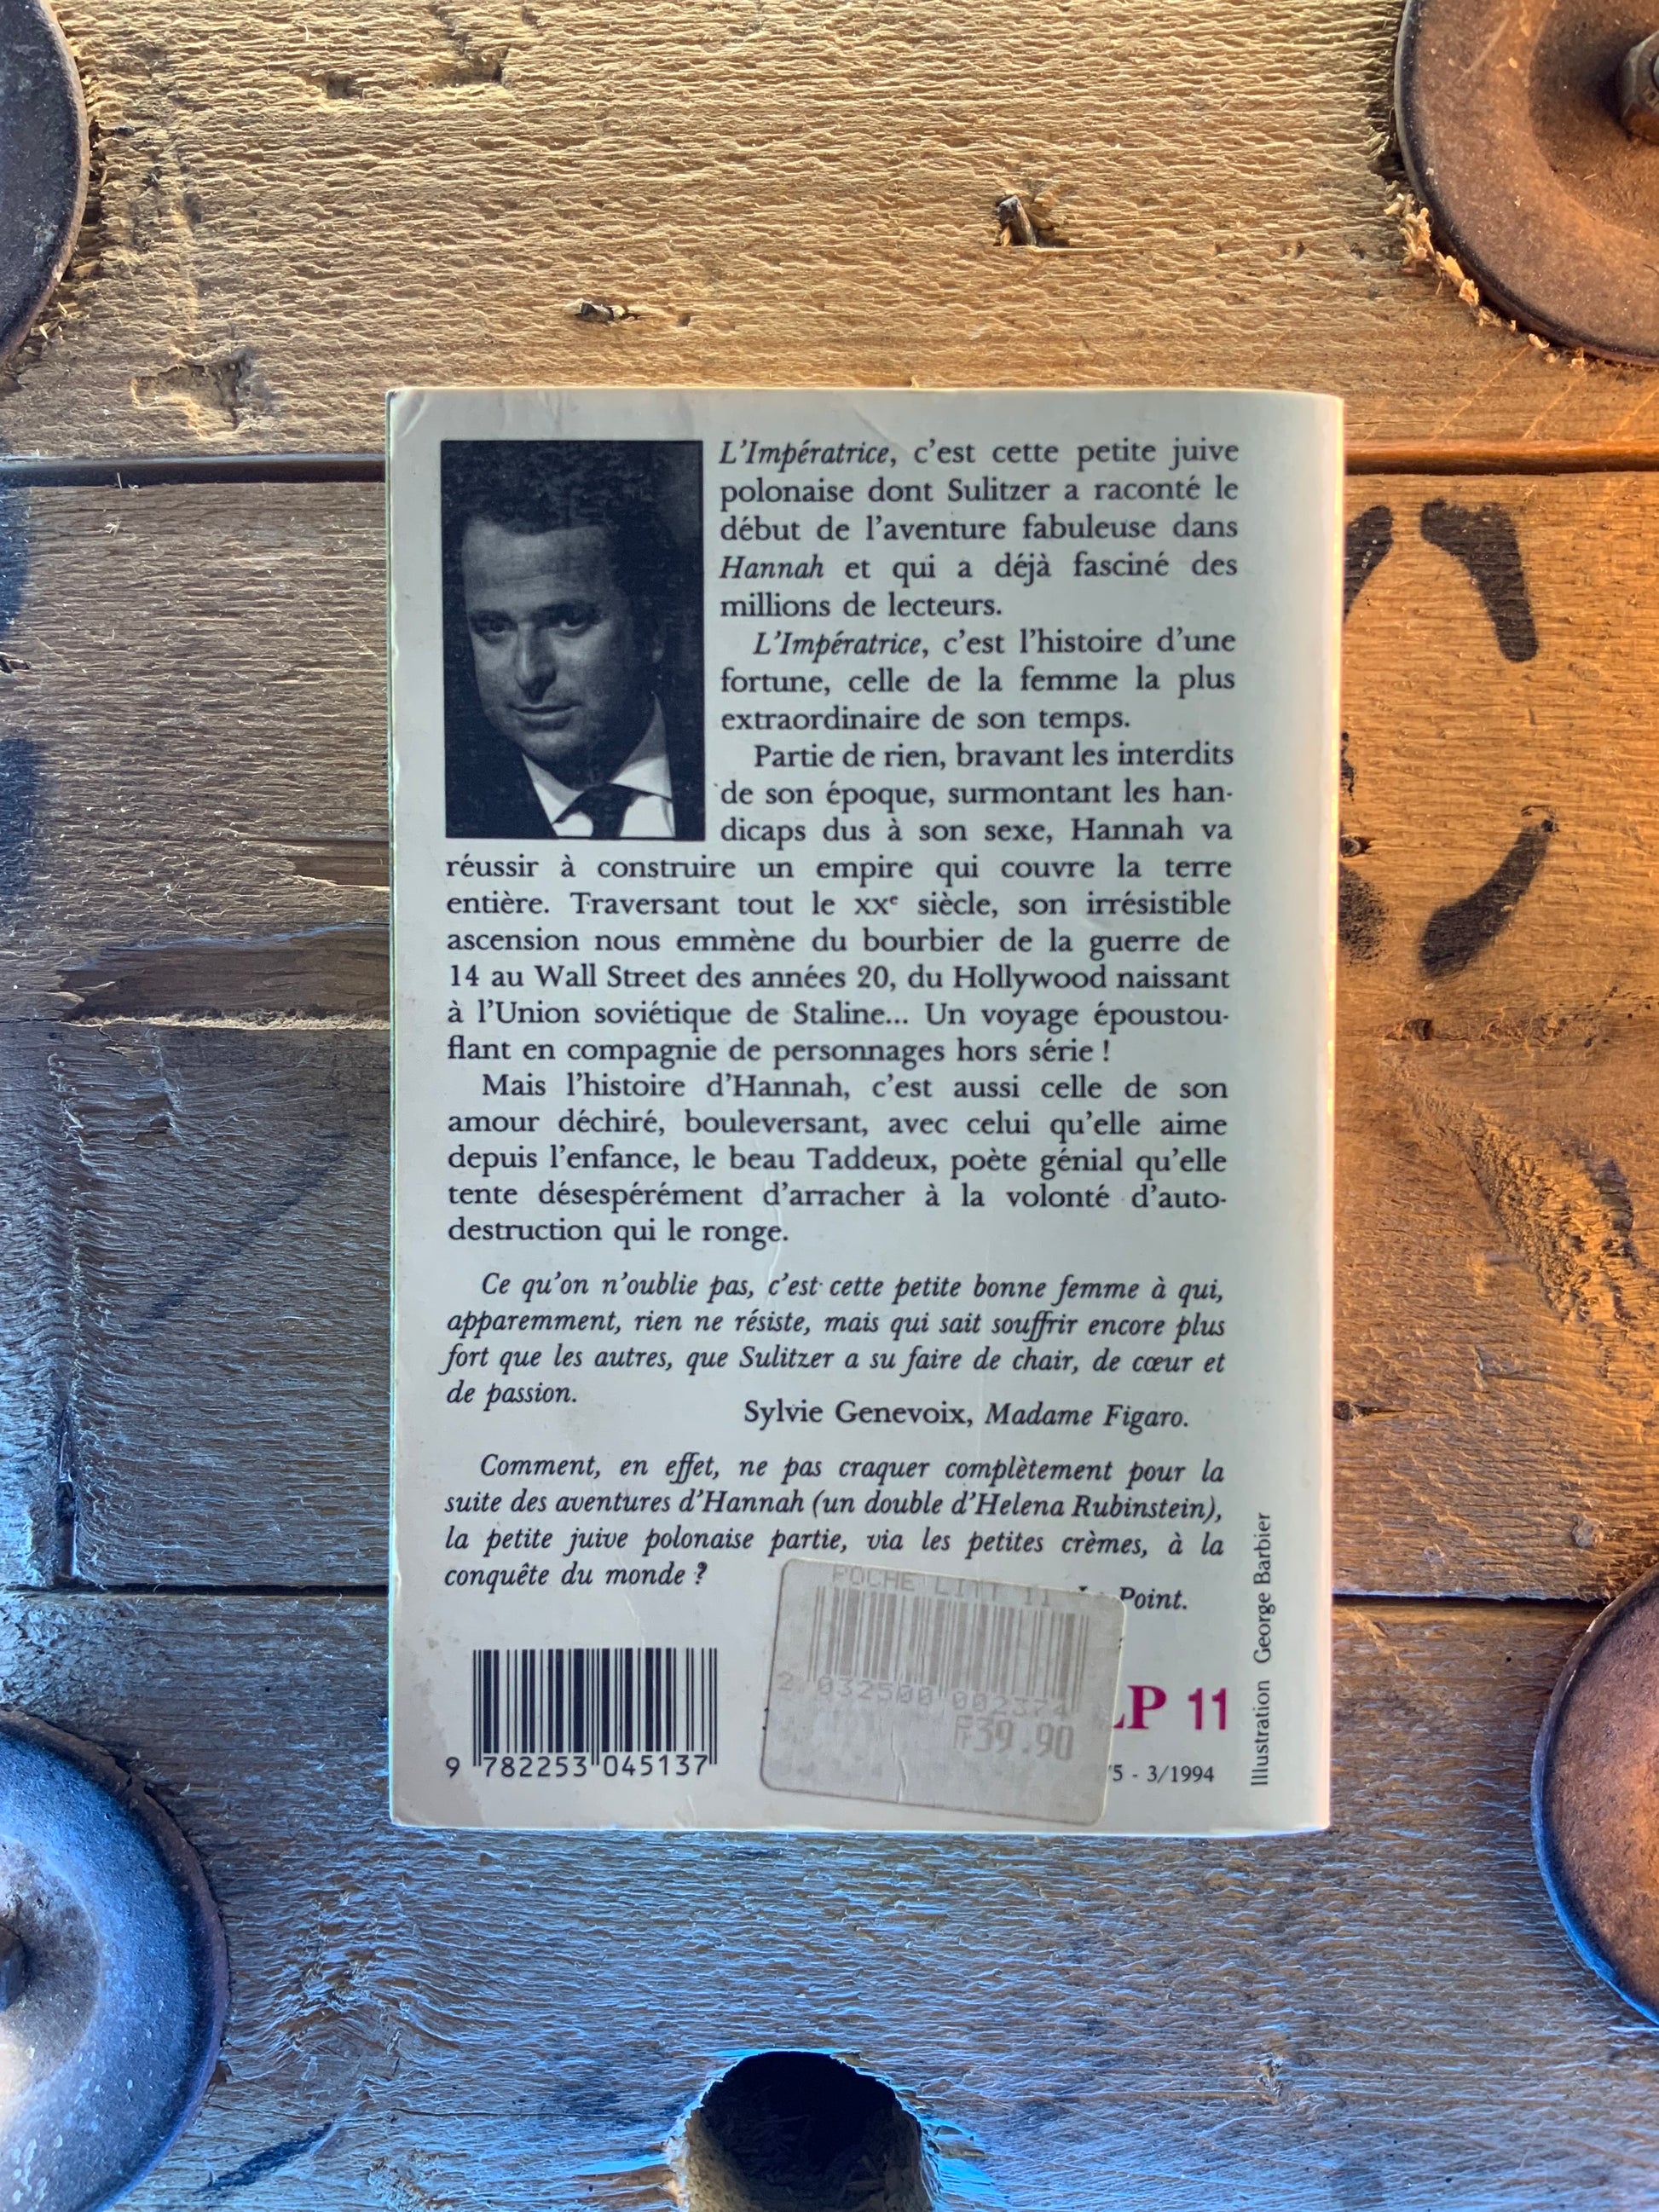 L'Impératrice, c'est cette petite juive
polonaise dont Sulitzer a raconté le
début de l'aventure fabuleuse dans
Hannah et qui a déjà fasciné des
millions de lecteurs.
L'Impératrice, c'est l'histoire d'une
fortune, celle de la femme la plus
extraordinaire de son temps.
Partie de rien, bravant les interdits
de son époque, surmontant les han-
dicaps dus à son sexe, Hannah va
réussir à construire un empire qui couvre la terre
entière. Traversant tout le XXe siècle, son irrésistible
ascension nous emmène du bourbier de la guerre de
14 au Wall Street des années 20, du Hollywood naissant
à l'Union soviétique de Staline... Un voyage époustou-
flant en compagnie de personnages hors série !
Mais l'histoire d'Hannah, c'est aussi celle de son
amour déchiré, bouleversant, avec celui qu'elle aime
depuis l'enfance, le beau Taddeux, poète génial qu'elle
tente désespérément d'arracher à la volonté d'auto-
destruction qui le ronge.
Ce qu'on n'oublie pas, c'est cette petite bonne femme à qui,
apparemment, rien ne résiste, mais qui sait souffrir encore plus
fort que les autres, que Sulitzer a su faire de chair, de cœur et
de passion.
Sylvie Genevoix, Madame Figaro.
Comment, en effet, ne pas craquer complètement pour la
suite des aventures d'Hannah (un double d'Helena Rubinstein),
la petite juive polonaise partie, via les petites crèmes, à la
conquête du monde ?
Point.
POCHE LITT 11
2 032500 002374
F39.90
9 782253 045137
LP 11
5 - 3/1994
Illustration George Barbier